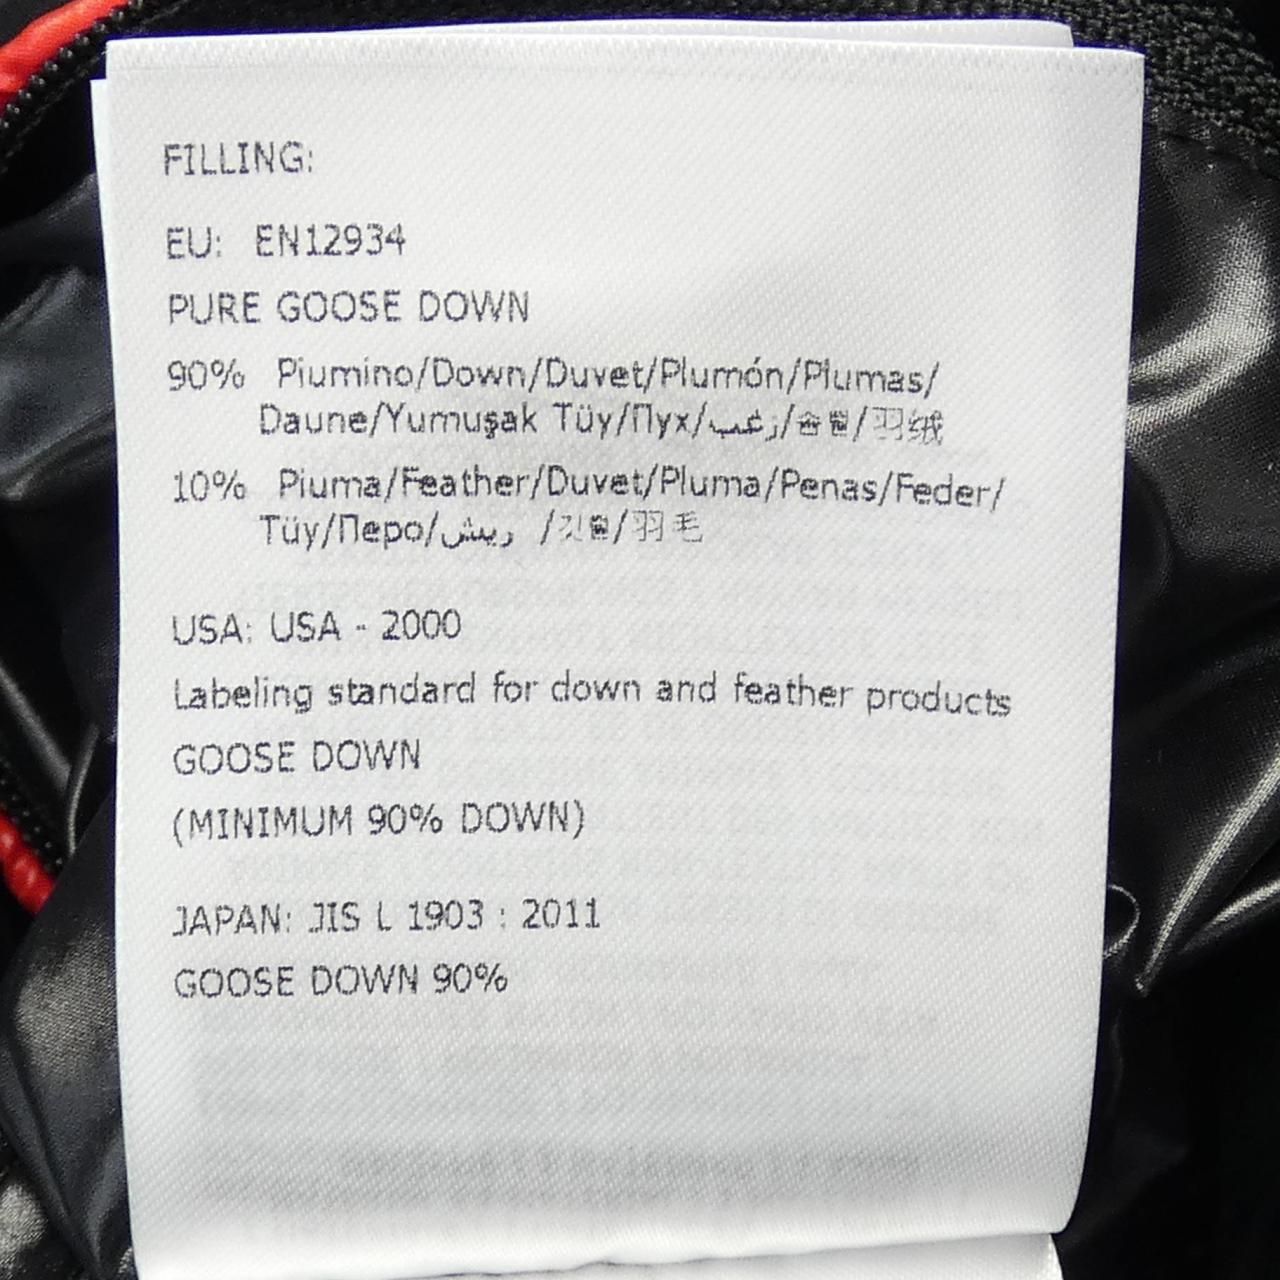 FILLING:
EU: EN12934
PURE GOOSE DOWN
90% Piumino/Down/Duvet/Plumón/Plumas/
Daune/Yumuşak Tüy/Пух/زغب/솜털/羽绒
10% Piuma/Feather/Duvet/Pluma/Penas/Feder/
Tüy/Перо/ريش /깃털/羽毛
USA: USA - 2000
Labeling standard for down and feather products
GOOSE DOWN
(MINIMUM 90% DOWN)
JAPAN: JIS L 1903 : 2011
GOOSE DOWN 90%